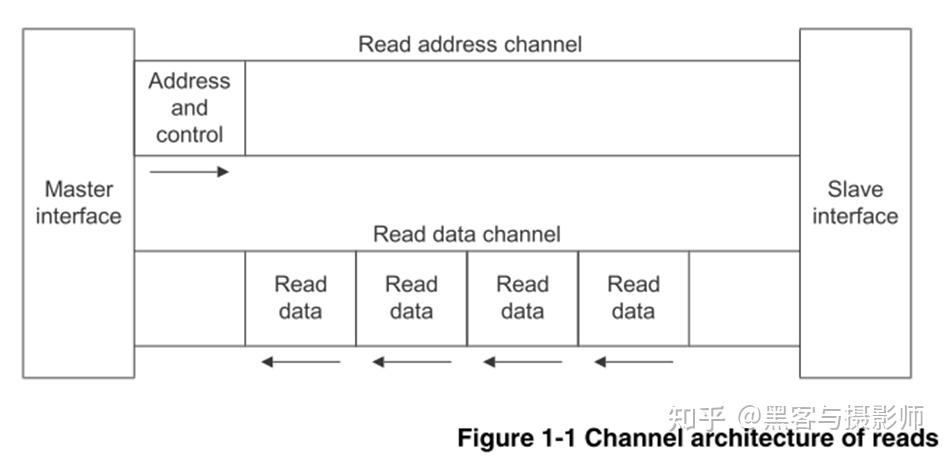 Read address channel
Address
and
control
Master
interface
Slave
interface
Read data channel
Read
data
Read
data
Read
data
Read
data
知乎 @黑客与摄影师
Figure 1-1 Channel architecture of reads